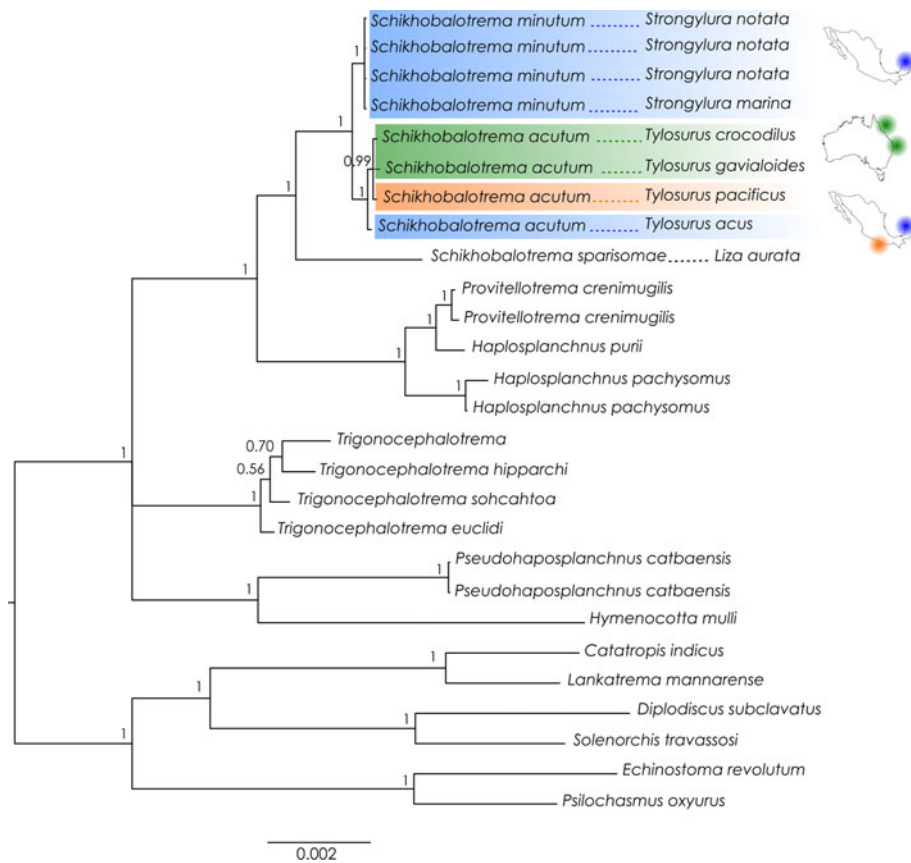 Schikhobalotrema minutum ....... Strongylura notata
1
Schikhobalotrema minutum ....... Strongylura notata
Schikhobalotrema minutum ....... Strongylura notata
Schikhobalotrema minutum ....... Strongylura marina
1
Schikhobalotrema acutum ....... Tylosurus crocodilus
0.99
Schikhobalotrema acutum ....... Tylosurus gavialoides
1
1
Schikhobalotrema acutum ....... Tylosurus pacificus
Schikhobalotrema acutum ....... Tylosurus acus
Schikhobalotrema sparisomae ....... Liza aurata
1
Provitellotrema crenimugilis
1
Provitellotrema crenimugilis
1
Haplosplanchnus purii
1
Haplosplanchnus pachysomus
1
Haplosplanchnus pachysomus
Trigonocephalotrema
0.70
Trigonocephalotrema hipparchi
0.56
Trigonocephalotrema sohcahtoa
1
1
Trigonocephalotrema euclidi
Pseudohaposplanchnus catbaensis
1
Pseudohaposplanchnus catbaensis
1
Hymenocotta mulli
Catatropis indicus
1
Lankatrema mannarense
1
Diplodiscus subclavatus
1
Solenorchis travassosi
1
Echinostoma revolutum
1
Psilochasmus oxyurus
0.002